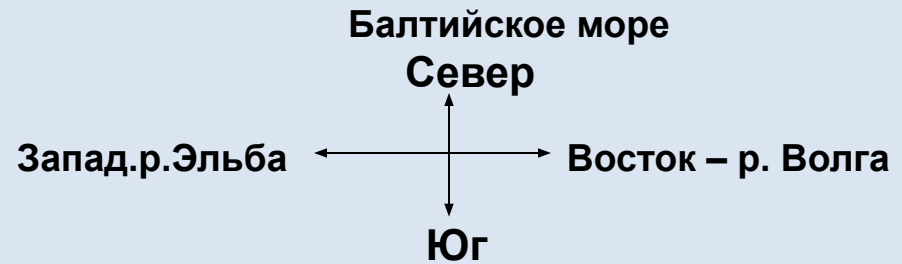 Балтийское море
Север
Запад.р.Эльба
Восток – р. Волга
Юг